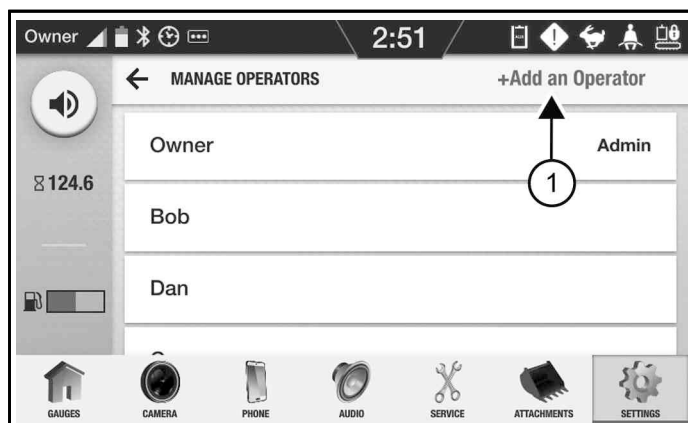 Owner 2:51
MANAGE OPERATORS +Add an Operator
Owner Admin
1
124.6
Bob
Dan
GAUGES CAMERA PHONE AUDIO SERVICE ATTACHMENTS SETTINGS